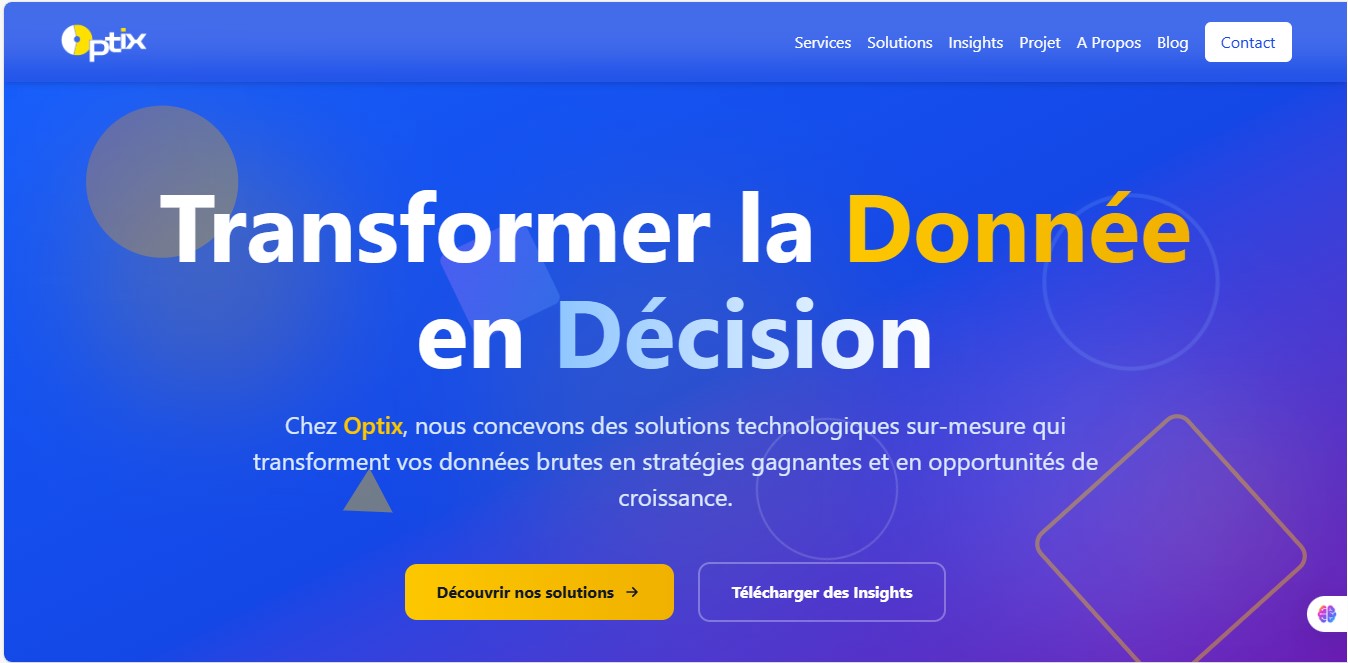 Optix
Services Solutions Insights Projet A Propos Blog Contact
Transformer la Donnée
en Décision
Chez Optix, nous concevons des solutions technologiques sur-mesure qui
transforment vos données brutes en stratégies gagnantes et en opportunités de
croissance.
Découvrir nos solutions →
Télécharger des Insights